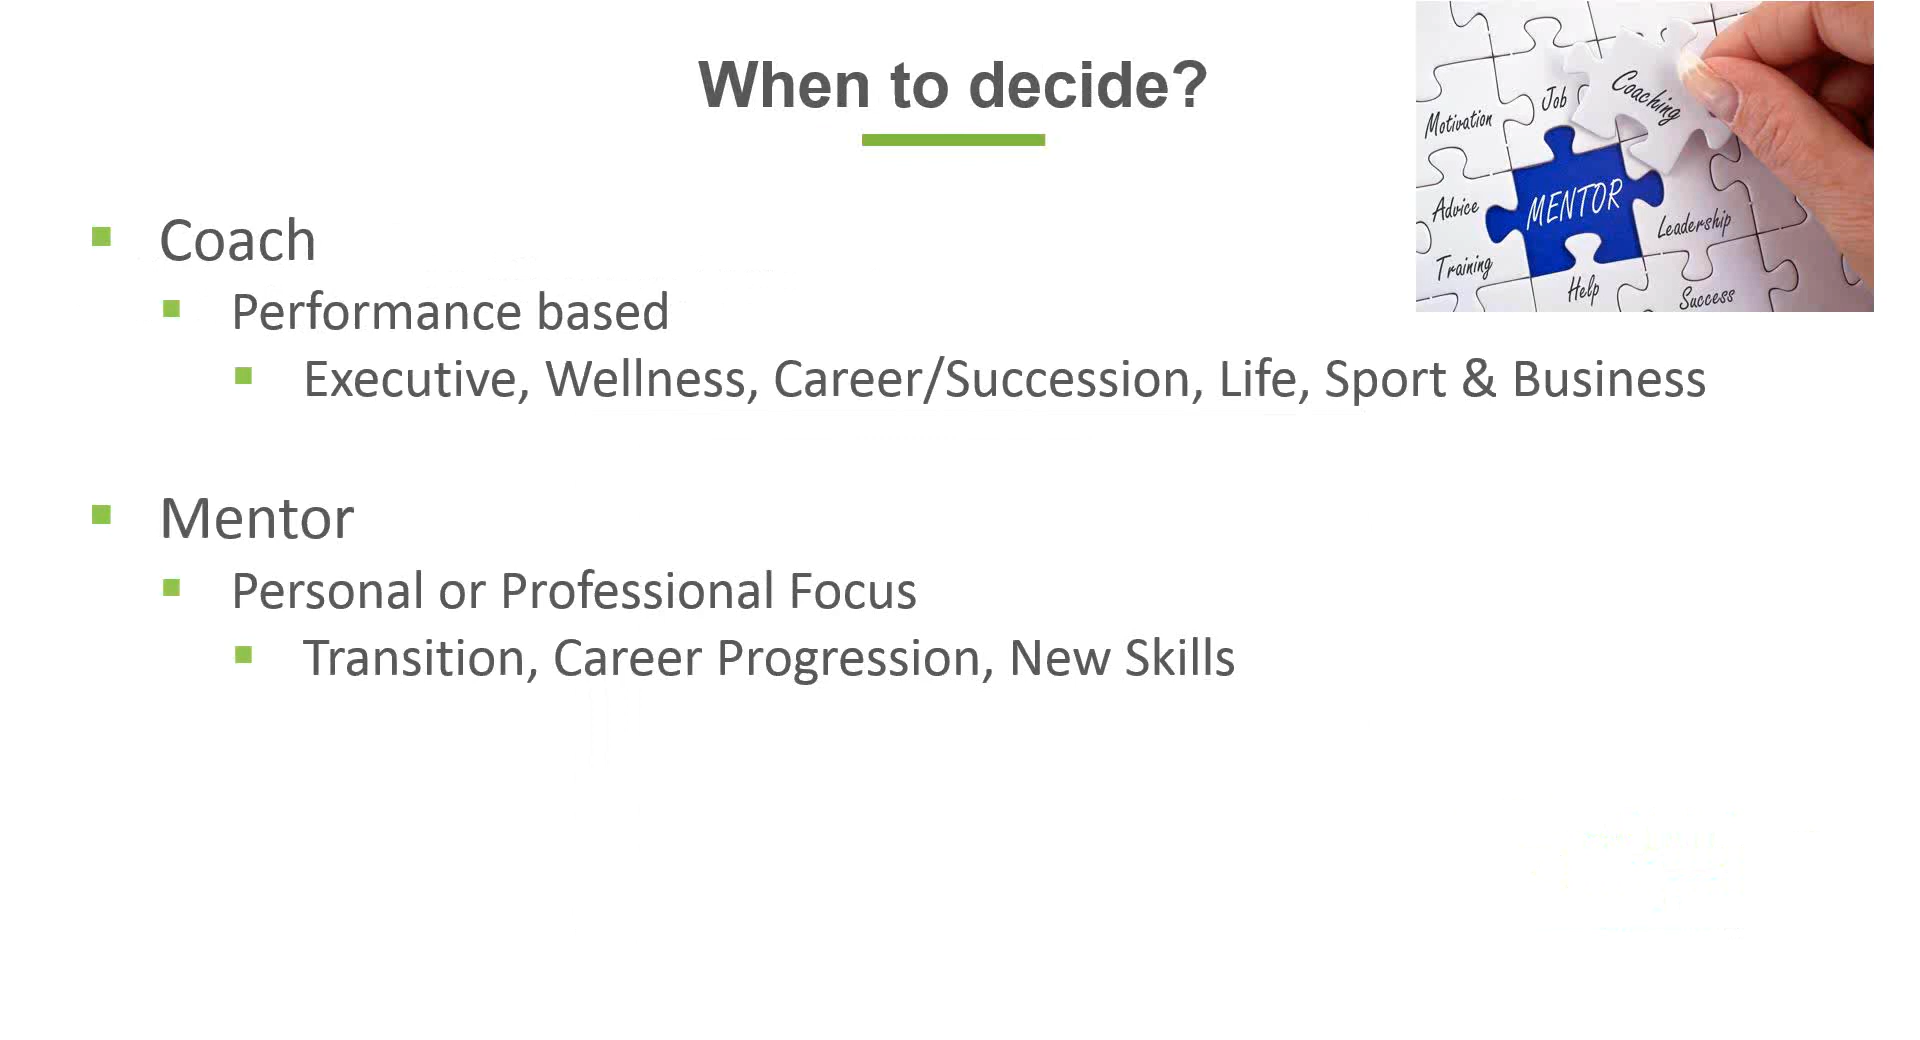 When to decide?
Coach
Performance based
Executive, Wellness, Career/Succession, Life, Sport & Business
Mentor
Personal or Professional Focus
Transition, Career Progression, New Skills
Motivation
Job
Coaching
Advice
MENTOR
Leadership
Training
Help
Success